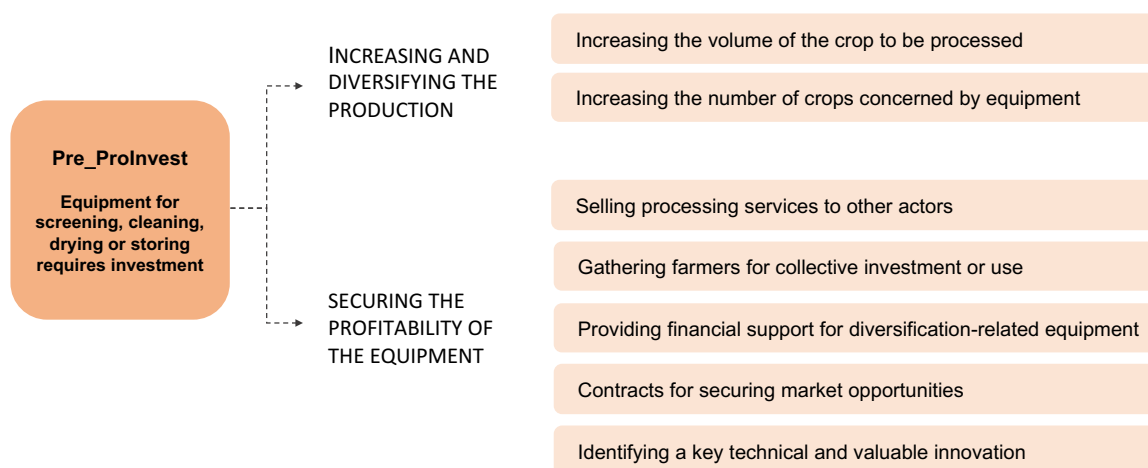 Pre_ProInvest
Equipment for
screening, cleaning,
drying or storing
requires investment
INCREASING AND
DIVERSIFYING THE
PRODUCTION
Increasing the volume of the crop to be processed
Increasing the number of crops concerned by equipment
SECURING THE
PROFITABILITY OF
THE EQUIPMENT
Selling processing services to other actors
Gathering farmers for collective investment or use
Providing financial support for diversification-related equipment
Contracts for securing market opportunities
Identifying a key technical and valuable innovation